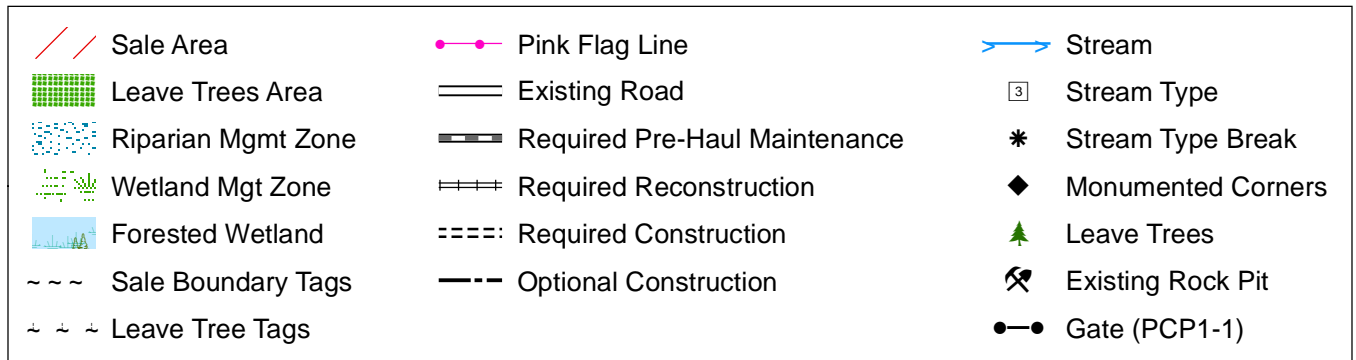 Sale Area
Leave Trees Area
Riparian Mgmt Zone
Wetland Mgt Zone
Forested Wetland
Sale Boundary Tags
Leave Tree Tags
Pink Flag Line
Existing Road
Required Pre-Haul Maintenance
Required Reconstruction
Required Construction
Optional Construction
Stream
3 Stream Type
Stream Type Break
Monumented Corners
Leave Trees
Existing Rock Pit
Gate (PCP1-1)